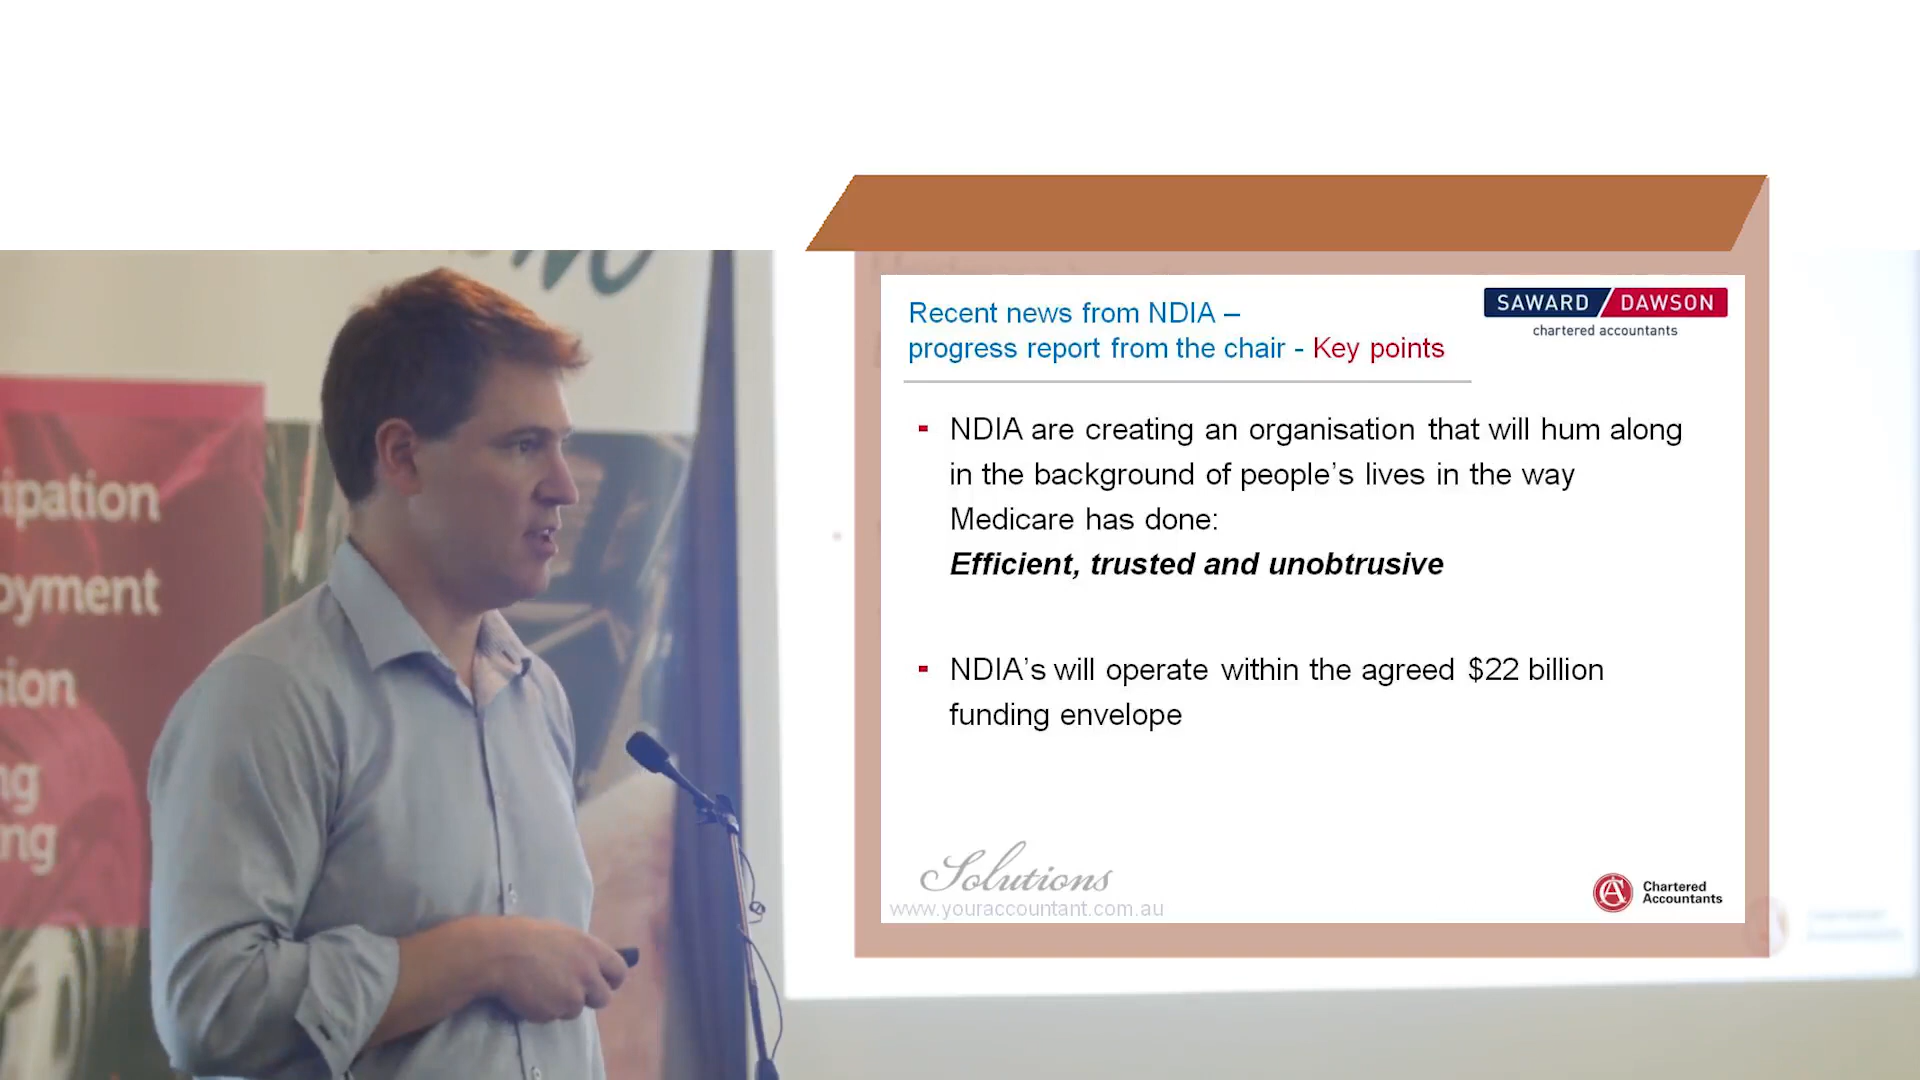 ipation
oyment
sion
ng
ng
Recent news from NDIA –
progress report from the chair - Key points
SAWARD DAWSON
chartered accountants
NDIA are creating an organisation that will hum along
in the background of people's lives in the way
Medicare has done:
Efficient, trusted and unobtrusive
NDIA's will operate within the agreed $22 billion
funding envelope
Solutions
www.youraccountant.com.au
CA
Chartered
Accountants